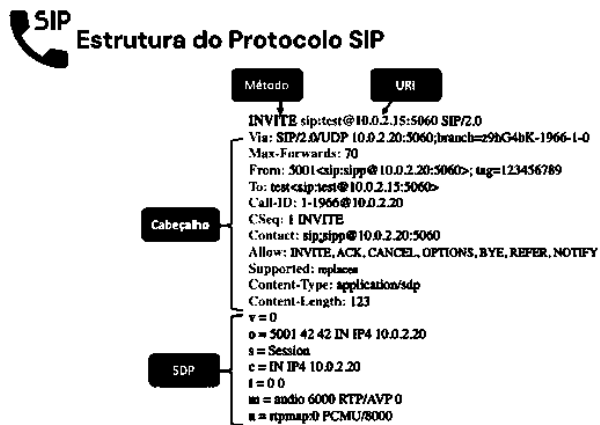 SIP
Estrutura do Protocolo SIP
Método
URI
INVITE sip:test@10.0.2.15:5060 SIP/2.0
Via: SIP/2.0/UDP 10.0.2.20:5060;branch=z9hG4bK-1966-1-0
Max-Forwards: 70
From: 5001<sip:sipp@10.0.2.20:5060>; tag=123456789
To: test<sip:test@10.0.2.15:5060>
Call-ID: 1-1966@10.0.2.20
CSeq: 1 INVITE
Contact: sip:sipp@10.0.2.20:5060
Cabeçalho
Allow: INVITE, ACK, CANCEL, OPTIONS, BYE, REFER, NOTIFY
Supported: replaces
Content-Type: application/sdp
Content-Length: 123
v = 0
o = 5001 42 42 IN IP4 10.0.2.20
s = Session
c = IN IP4 10.0.2.20
SDP
t = 0 0
m = audio 6000 RTP/AVP 0
a = rtpmap:0 PCMU/8000